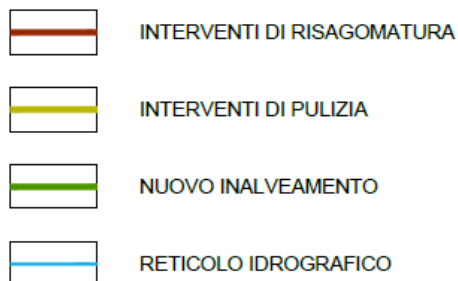 INTERVENTI DI RISAGOMATURA
INTERVENTI DI PULIZIA
NUOVO INALVEAMENTO
RETICOLO IDROGRAFICO